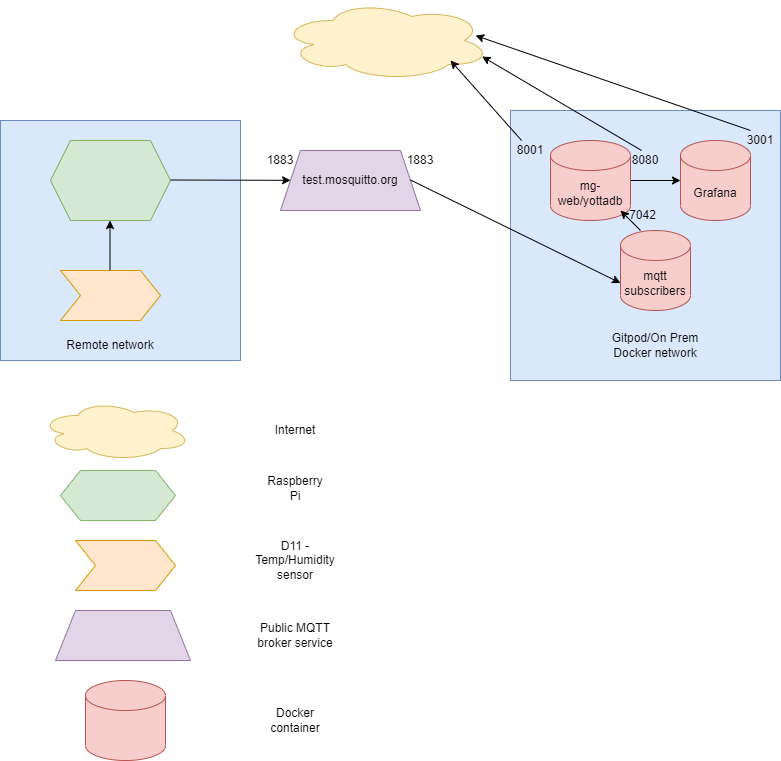 8001
3001
8080
1883
1883
test.mosquitto.org
mg-
web/yottadb
Grafana
7042
mqtt
subscribers
Remote network
Gitpod/On Prem
Docker network
Internet
Raspberry
Pi
D11 -
Temp/Humidity
sensor
Public MQTT
broker service
Docker
container